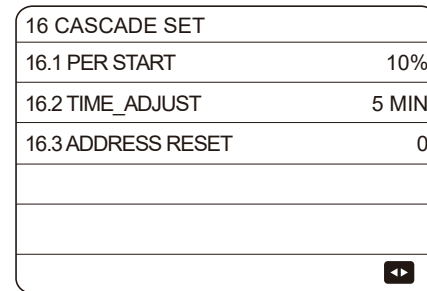 16 CASCADE SET
16.1 PER START 10%
16.2 TIME_ADJUST 5 MIN
16.3 ADDRESS RESET 0